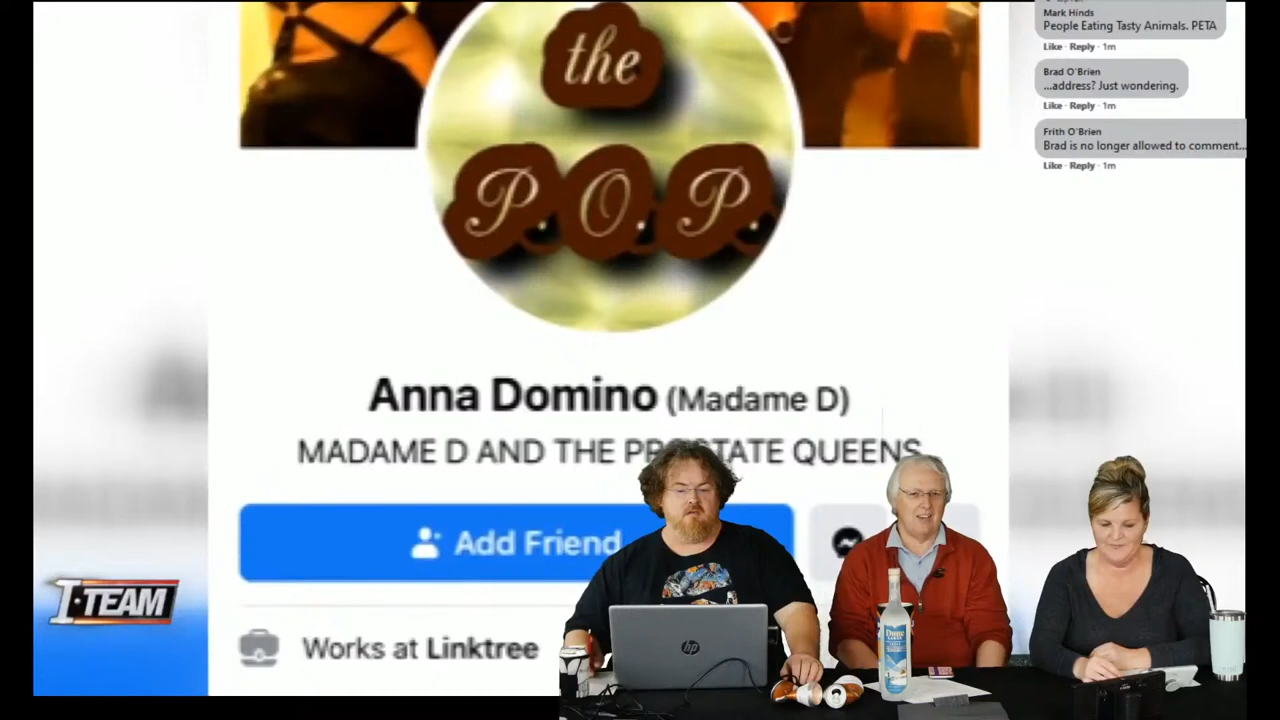 the
P.O.P.
Anna Domino (Madame D)
MADAME D AND THE PROSTATE QUEENS
Add Friend
Works at Linktree
I-TEAM
Mark Hinds
People Eating Tasty Animals. PETA
Like · Reply · 1m
Brad O'Brien
...address? Just wondering.
Like · Reply · 1m
Frith O'Brien
Brad is no longer allowed to comment...
Like · Reply · 1m
hp